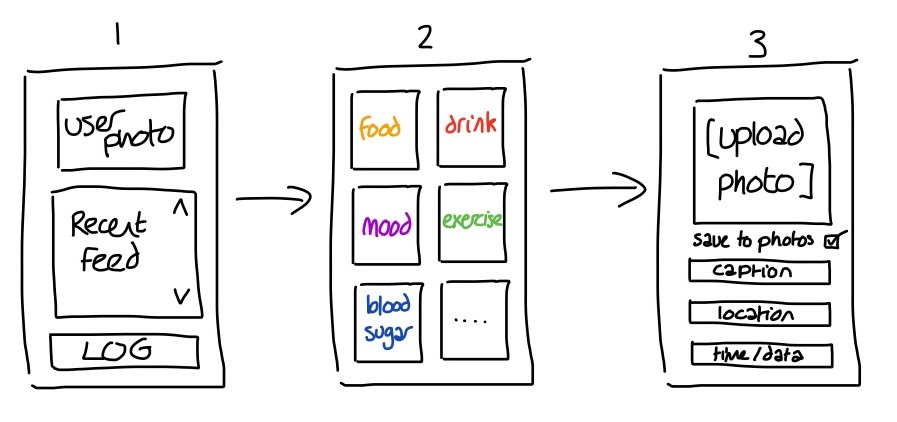 1
2
3
user
photo
Recent
Feed
LOG
food
drink
mood
exercise
blood
sugar
....
[upload
photo]
save to photos
caption
location
time/data